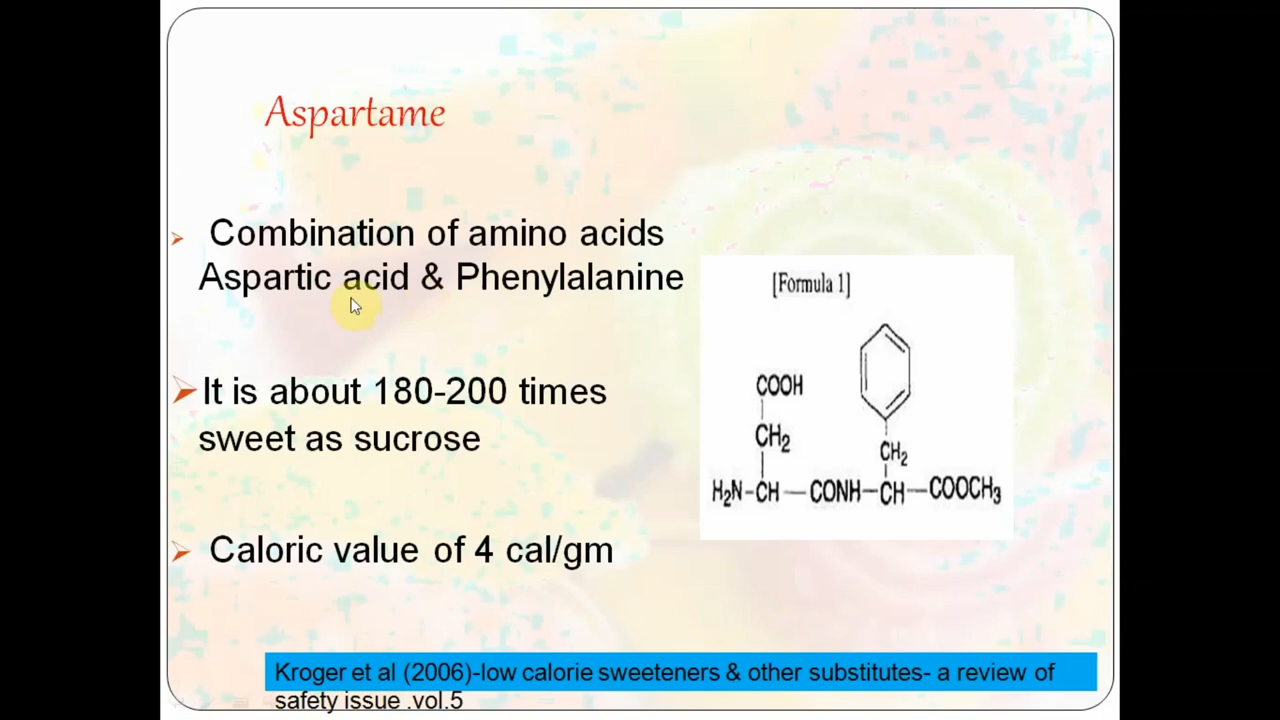 Aspartame
Combination of amino acids
Aspartic acid & Phenylalanine
It is about 180-200 times
sweet as sucrose
Caloric value of 4 cal/gm
[Formula 1]
COOH
CH2
CH2
H2N-CH-CONH-CH-COOCH3
Kroger et al (2006)-low calorie sweeteners & other substitutes- a review of
safety issue .vol.5